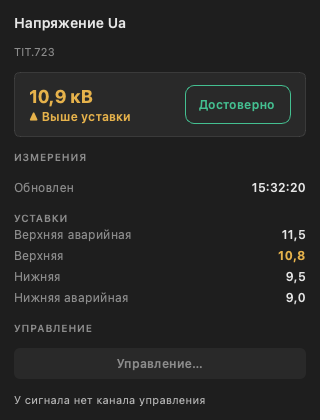 Напряжение Ua
TIT.723
10,9 кВ
▲ Выше уставки
Достоверно
ИЗМЕРЕНИЯ
Обновлен 15:32:20
УСТАВКИ
Верхняя аварийная 11,5
Верхняя 10,8
Нижняя 9,5
Нижняя аварийная 9,0
УПРАВЛЕНИЕ
Управление...
У сигнала нет канала управления